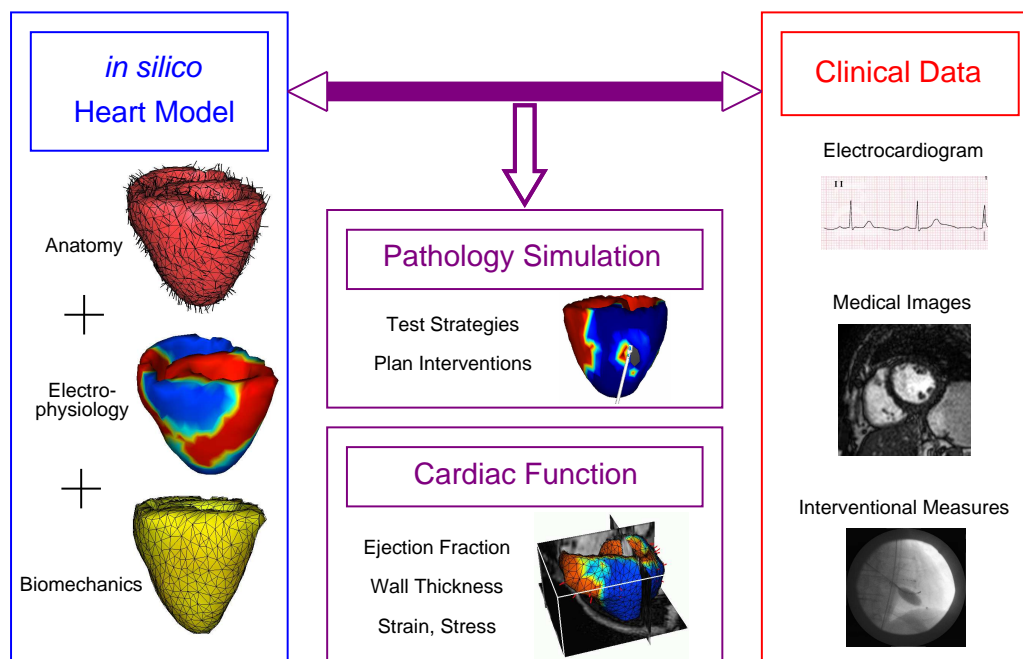 in silico
Heart Model
Anatomy
Electro-
physiology
Biomechanics
Pathology Simulation
Test Strategies
Plan Interventions
Cardiac Function
Ejection Fraction
Wall Thickness
Strain, Stress
Clinical Data
Electrocardiogram
II
Medical Images
Interventional Measures